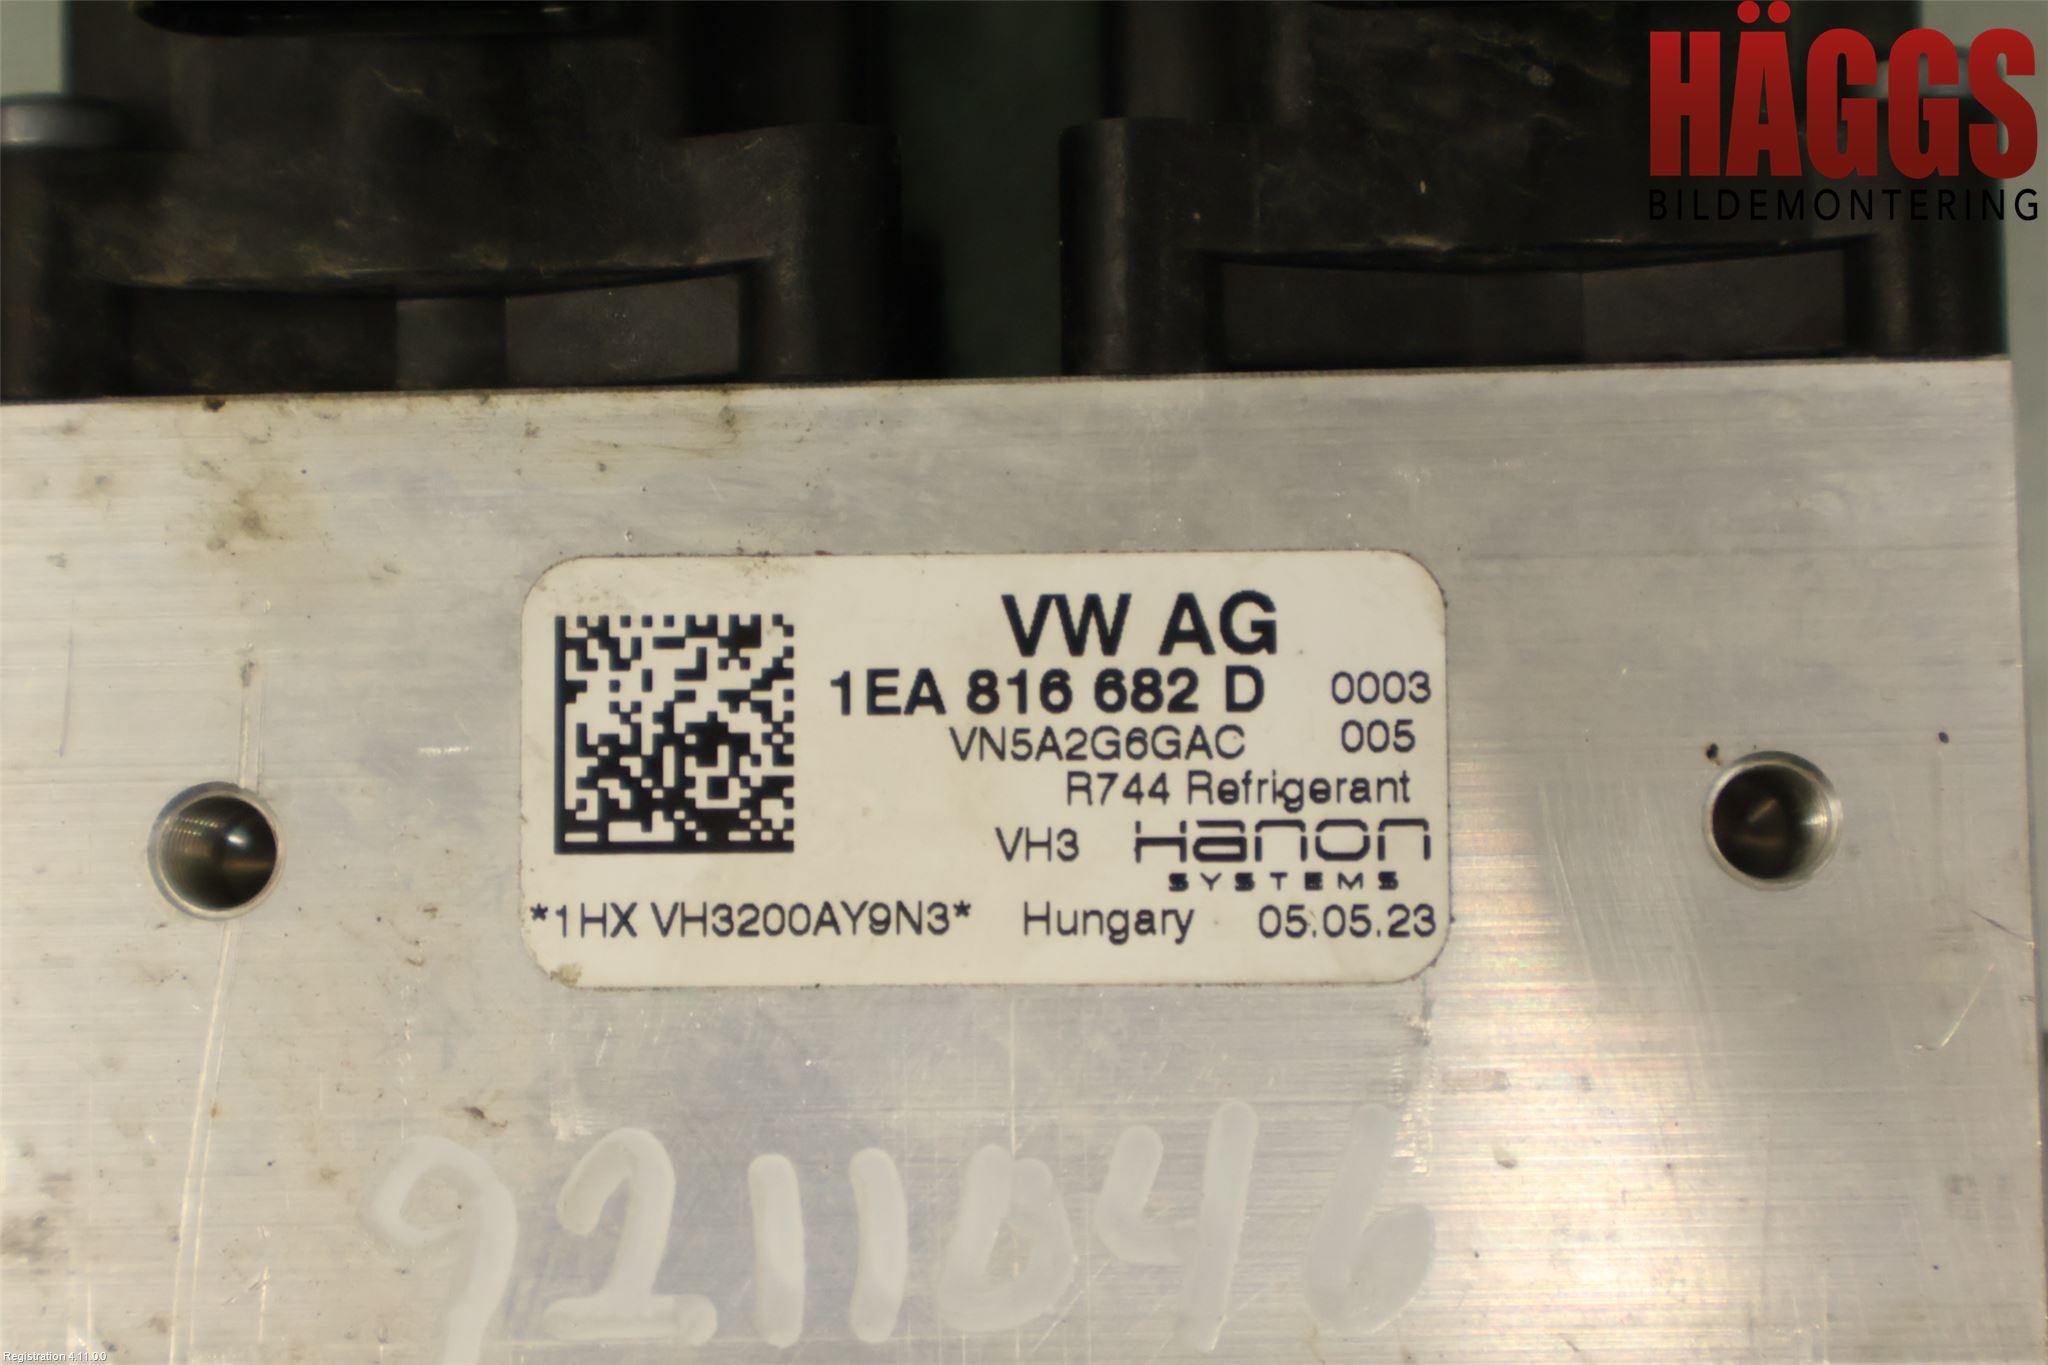 HÄGGS
BILDEMONTERING
VW AG
1EA 816 682 D 0003
VN5A2G6GAC 005
R744 Refrigerant
VH3 Hanon
SYSTEMS
*1HX VH3200AY9N3* Hungary 05.05.23
9211046
Registration 4.11.0.0